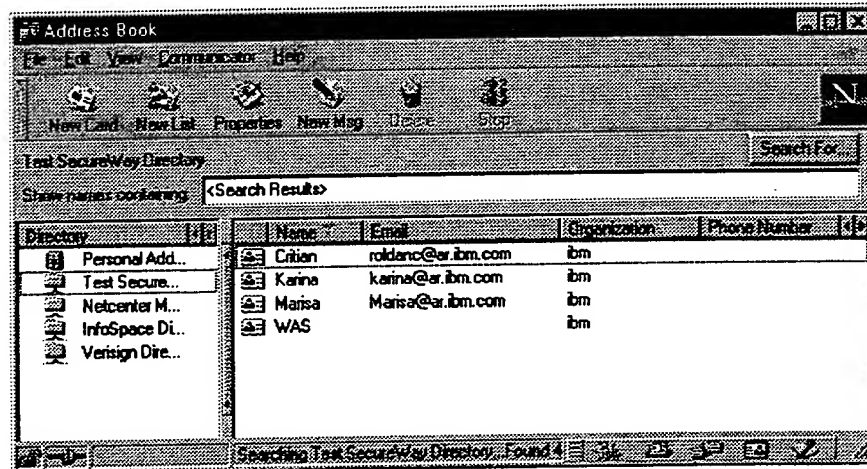 Address Book
File Edit View Communicator Help
New Card New List Properties New Msg Delete Stop
N
Test SecureWay Directory
Search For...
Show names containing: <Search Results>
Directory
Personal Add...
Test Secure...
Netcenter M...
InfoSpace Di...
Verisign Dire...
Name Email Organization Phone Number
Critian roldanc@ar.ibm.com ibm
Karina karina@ar.ibm.com ibm
Marisa Marisa@ar.ibm.com ibm
WAS ibm
Searching Test SecureWay Directory...Found 4